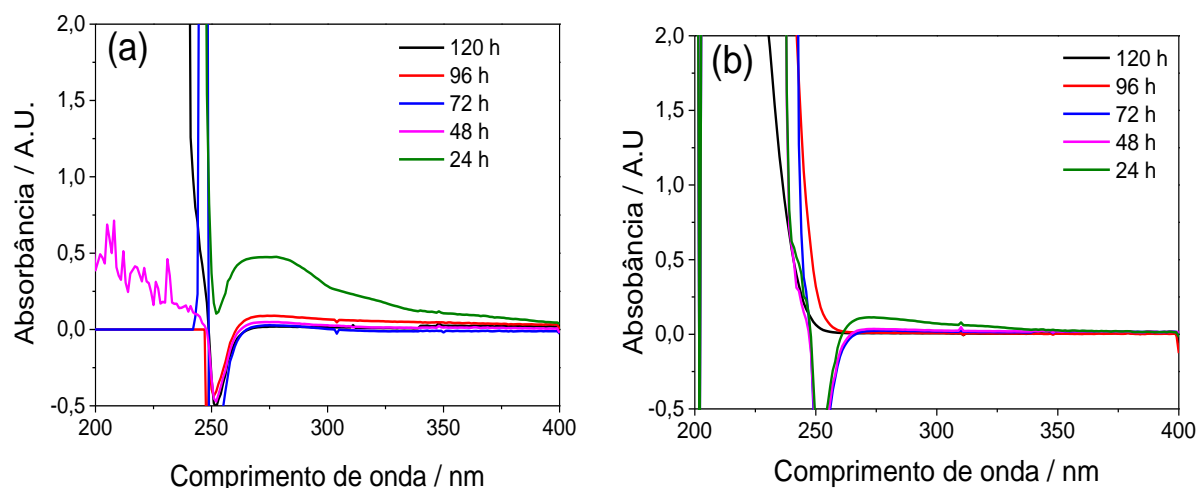 (a)
Absorbância / A.U.
2,0
1,5
1,0
0,5
0,0
-0,5
120 h
96 h
72 h
48 h
24 h
200
250
300
350
400
Comprimento de onda / nm
(b)
Absobância / A.U
2,0
1,5
1,0
0,5
0,0
-0,5
120 h
96 h
72 h
48 h
24 h
200
250
300
350
400
Comprimento de onda / nm